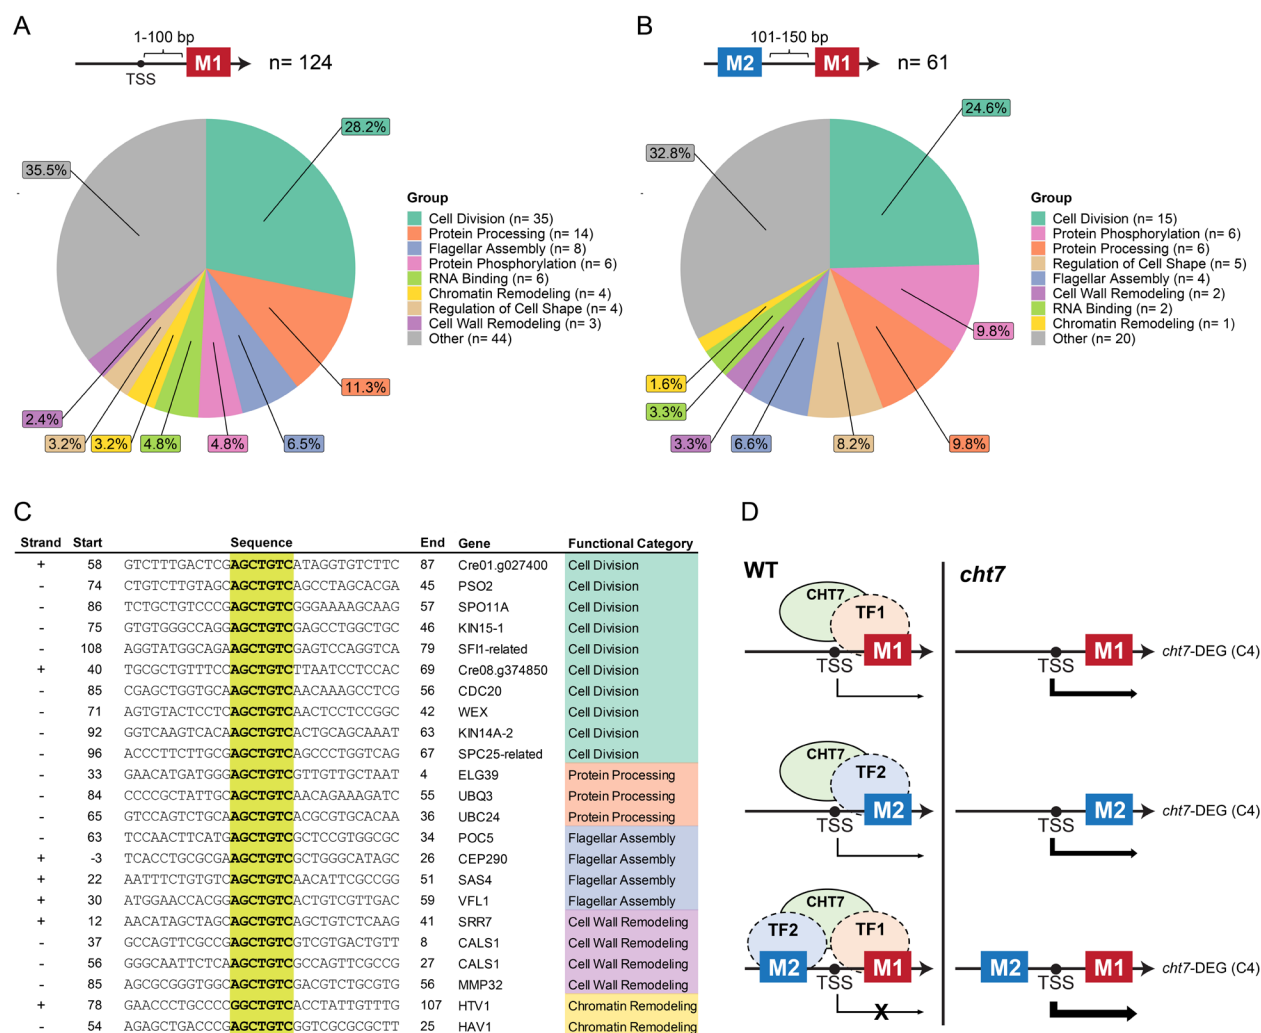 A
1-100 bp
M1
n= 124
TSS
28.2%
35.5%
Group
Cell Division (n= 35)
Protein Processing (n= 14)
Flagellar Assembly (n= 8)
Protein Phosphorylation (n= 6)
RNA Binding (n= 6)
Chromatin Remodeling (n= 4)
Regulation of Cell Shape (n= 4)
Cell Wall Remodeling (n= 3)
Other (n= 44)
11.3%
2.4%
3.2%
3.2%
4.8%
4.8%
6.5%
B
101-150 bp
M2
M1
n= 61
24.6%
32.8%
Group
Cell Division (n= 15)
Protein Phosphorylation (n= 6)
Protein Processing (n= 6)
Regulation of Cell Shape (n= 5)
Flagellar Assembly (n= 4)
Cell Wall Remodeling (n= 2)
RNA Binding (n= 2)
Chromatin Remodeling (n= 1)
Other (n= 20)
9.8%
1.6%
3.3%
3.3%
6.6%
8.2%
9.8%
C
Strand Start Sequence End Gene Functional Category
+ 58 GTCTTTGACTCGAGCTGTCATAGGTGTCTTC 87 Cre01.g027400 Cell Division
- 74 CTGTCTTGTAGCAGCTGTCAGCCTAGCACGA 45 PSO2 Cell Division
- 86 TCTGCTGTCCCGAGCTGTCGGGAAAAGCAAG 57 SPO11A Cell Division
- 75 GTGTGGGCCAGGAGCTGTCGAGCCTGGCTGC 46 KIN15-1 Cell Division
- 108 AGGTATGGCAGAAGCTGTCGAGTCCAGGTCA 79 SFI1-related Cell Division
+ 40 TGCGCTGTTTCCAGCTGTCTTAATCCTCCAC 69 Cre08.g374850 Cell Division
- 85 CGAGCTGGTGCAAGCTGTCAACAAAGCCTCG 56 CDC20 Cell Division
- 71 AGTGTACTCCTCAGCTGTCAACTCCTCCGGC 42 WEX Cell Division
- 92 GGTCAAGTCACAAGCTGTCACTGCAGCAAAT 63 KIN14A-2 Cell Division
- 96 ACCCTTCTTGCGAGCTGTCAGCCCTGGTCAG 67 SPC25-related Cell Division
- 33 GAACATGATGGGAGCTGTCGTTGTTGCTAAT 4 ELG39 Protein Processing
- 84 CCCCGCTATTGCAGCTGTCAACAGAAAGATC 55 UBQ3 Protein Processing
- 65 GTCCAGTCTGCAAGCTGTCACGCGTGCACAA 36 UBC24 Protein Processing
- 63 TCCAACTTCATGAGCTGTCGCTCCGTGGCGC 34 POC5 Flagellar Assembly
+ -3 TCACCTGCGCGAAGCTGTCGCTGGGCATAGC 26 CEP290 Flagellar Assembly
+ 22 AATTTCTGTGTCAGCTGTCAACATTCGCCGG 51 SAS4 Flagellar Assembly
+ 30 ATGGAACCACGGAGCTGTCACTGTCGTTGAC 59 VFL1 Flagellar Assembly
+ 12 AACATAGCTAGCAGCTGTCAGCTGTCTCAAG 41 SRR7 Cell Wall Remodeling
- 37 GCCAGTTCGCCGAGCTGTCGTCGTGACTGTT 8 CALS1 Cell Wall Remodeling
- 56 GGGCAATTCTCAAGCTGTCGCCAGTTCGCCG 27 CALS1 Cell Wall Remodeling
- 85 AGCGCGGGTGGCAGCTGTCGACGTCTGCGTG 56 MMP32 Cell Wall Remodeling
+ 78 GAACCCTGCCCCGGCTGTCACCTATTGTTTG 107 HTV1 Chromatin Remodeling
- 54 AGAGCTGACCCGAGCTGTCGGTCGCGCGCTT 25 HAV1 Chromatin Remodeling
D
WT
cht7
CHT7
TF1
M1
TSS
M1
TSS
cht7-DEG (C4)
CHT7
TF2
M2
TSS
M2
TSS
cht7-DEG (C4)
CHT7
TF2
TF1
M2
M1
TSS
X
M2
M1
TSS
cht7-DEG (C4)